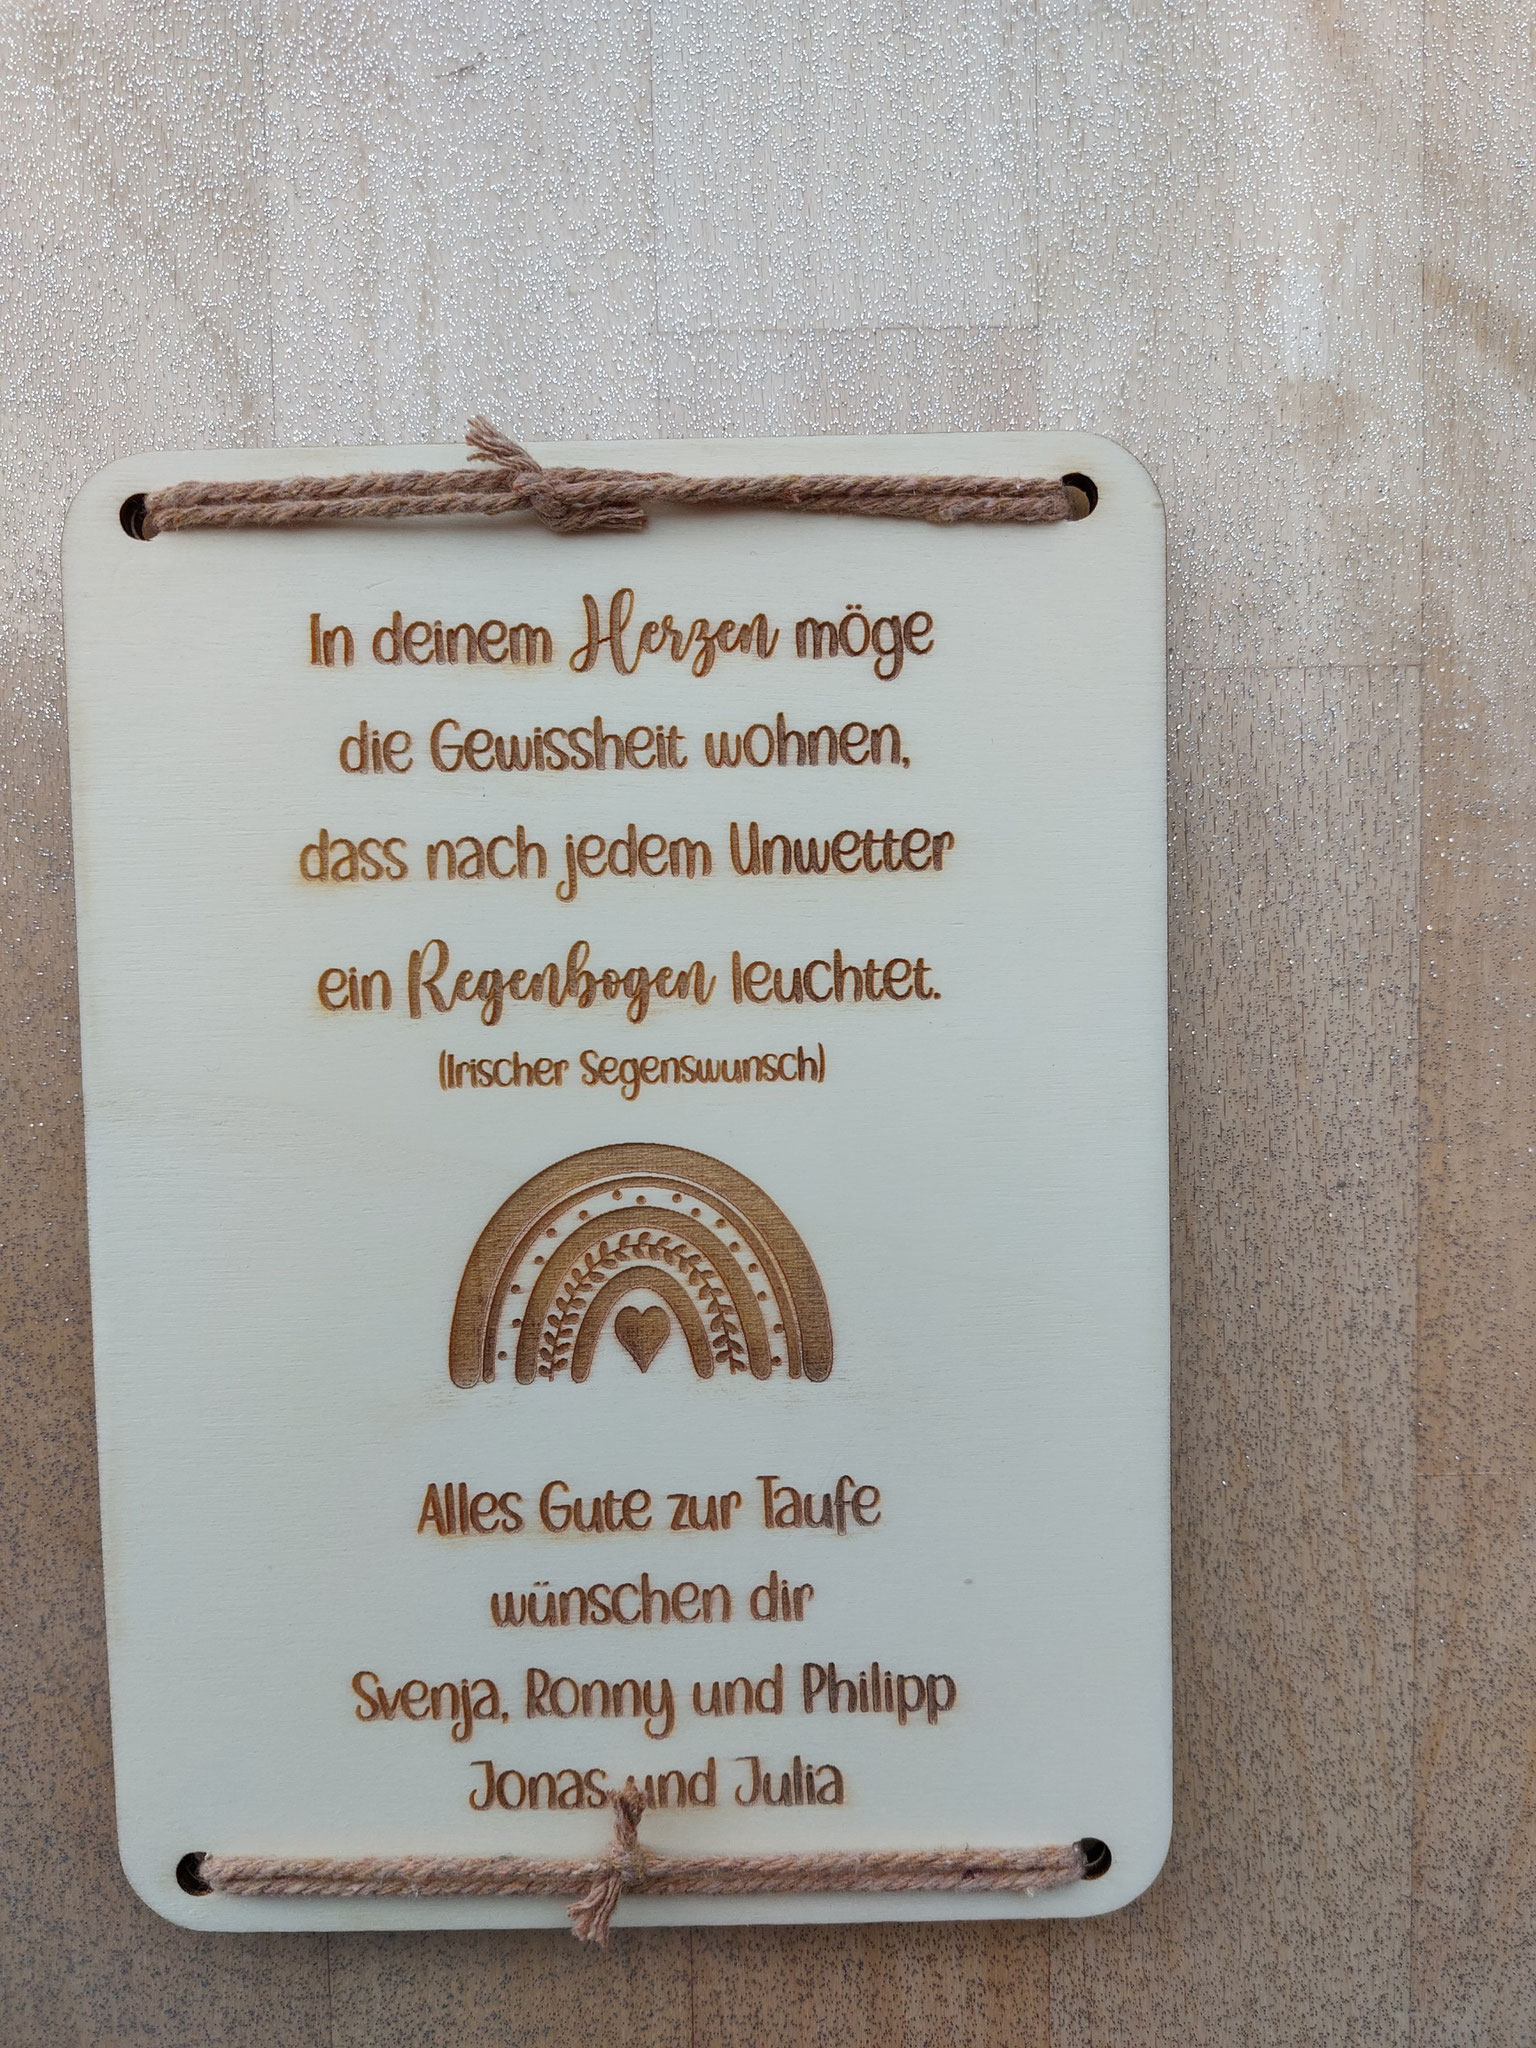 In deinem Herzen möge
die Gewissheit wohnen,
dass nach jedem Unwetter
ein Regenbogen leuchtet.
(Irischer Segenswunsch)
Alles Gute zur Taufe
wünschen dir
Svenja, Ronny und Philipp
Jonas und Julia